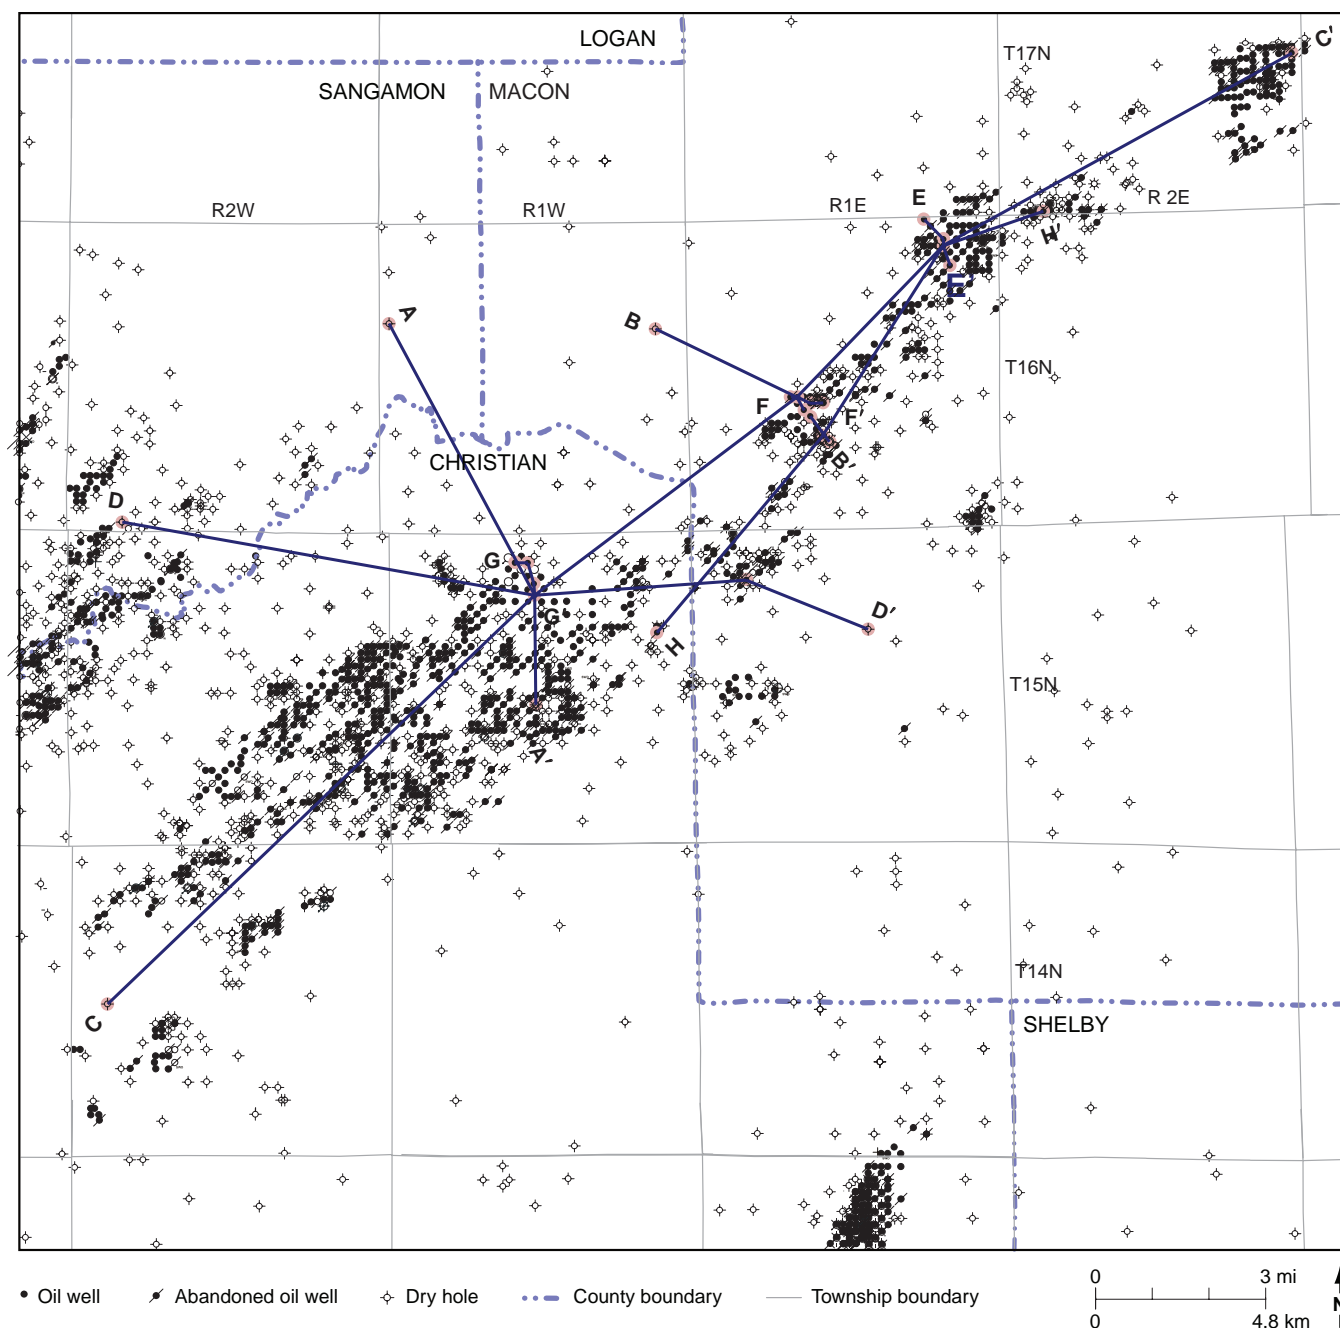 LOGAN
C'
T17N
SANGAMON MACON
R2W
R1W
R1E
E
R 2E
H'
E
A
B
T16N
F
F'
B'
CHRISTIAN
D
G
G'
D'
H
T15N
A'
C
T14N
SHELBY
0 3 mi
Oil well Abandoned oil well Dry hole County boundary Township boundary
N
0 4.8 km